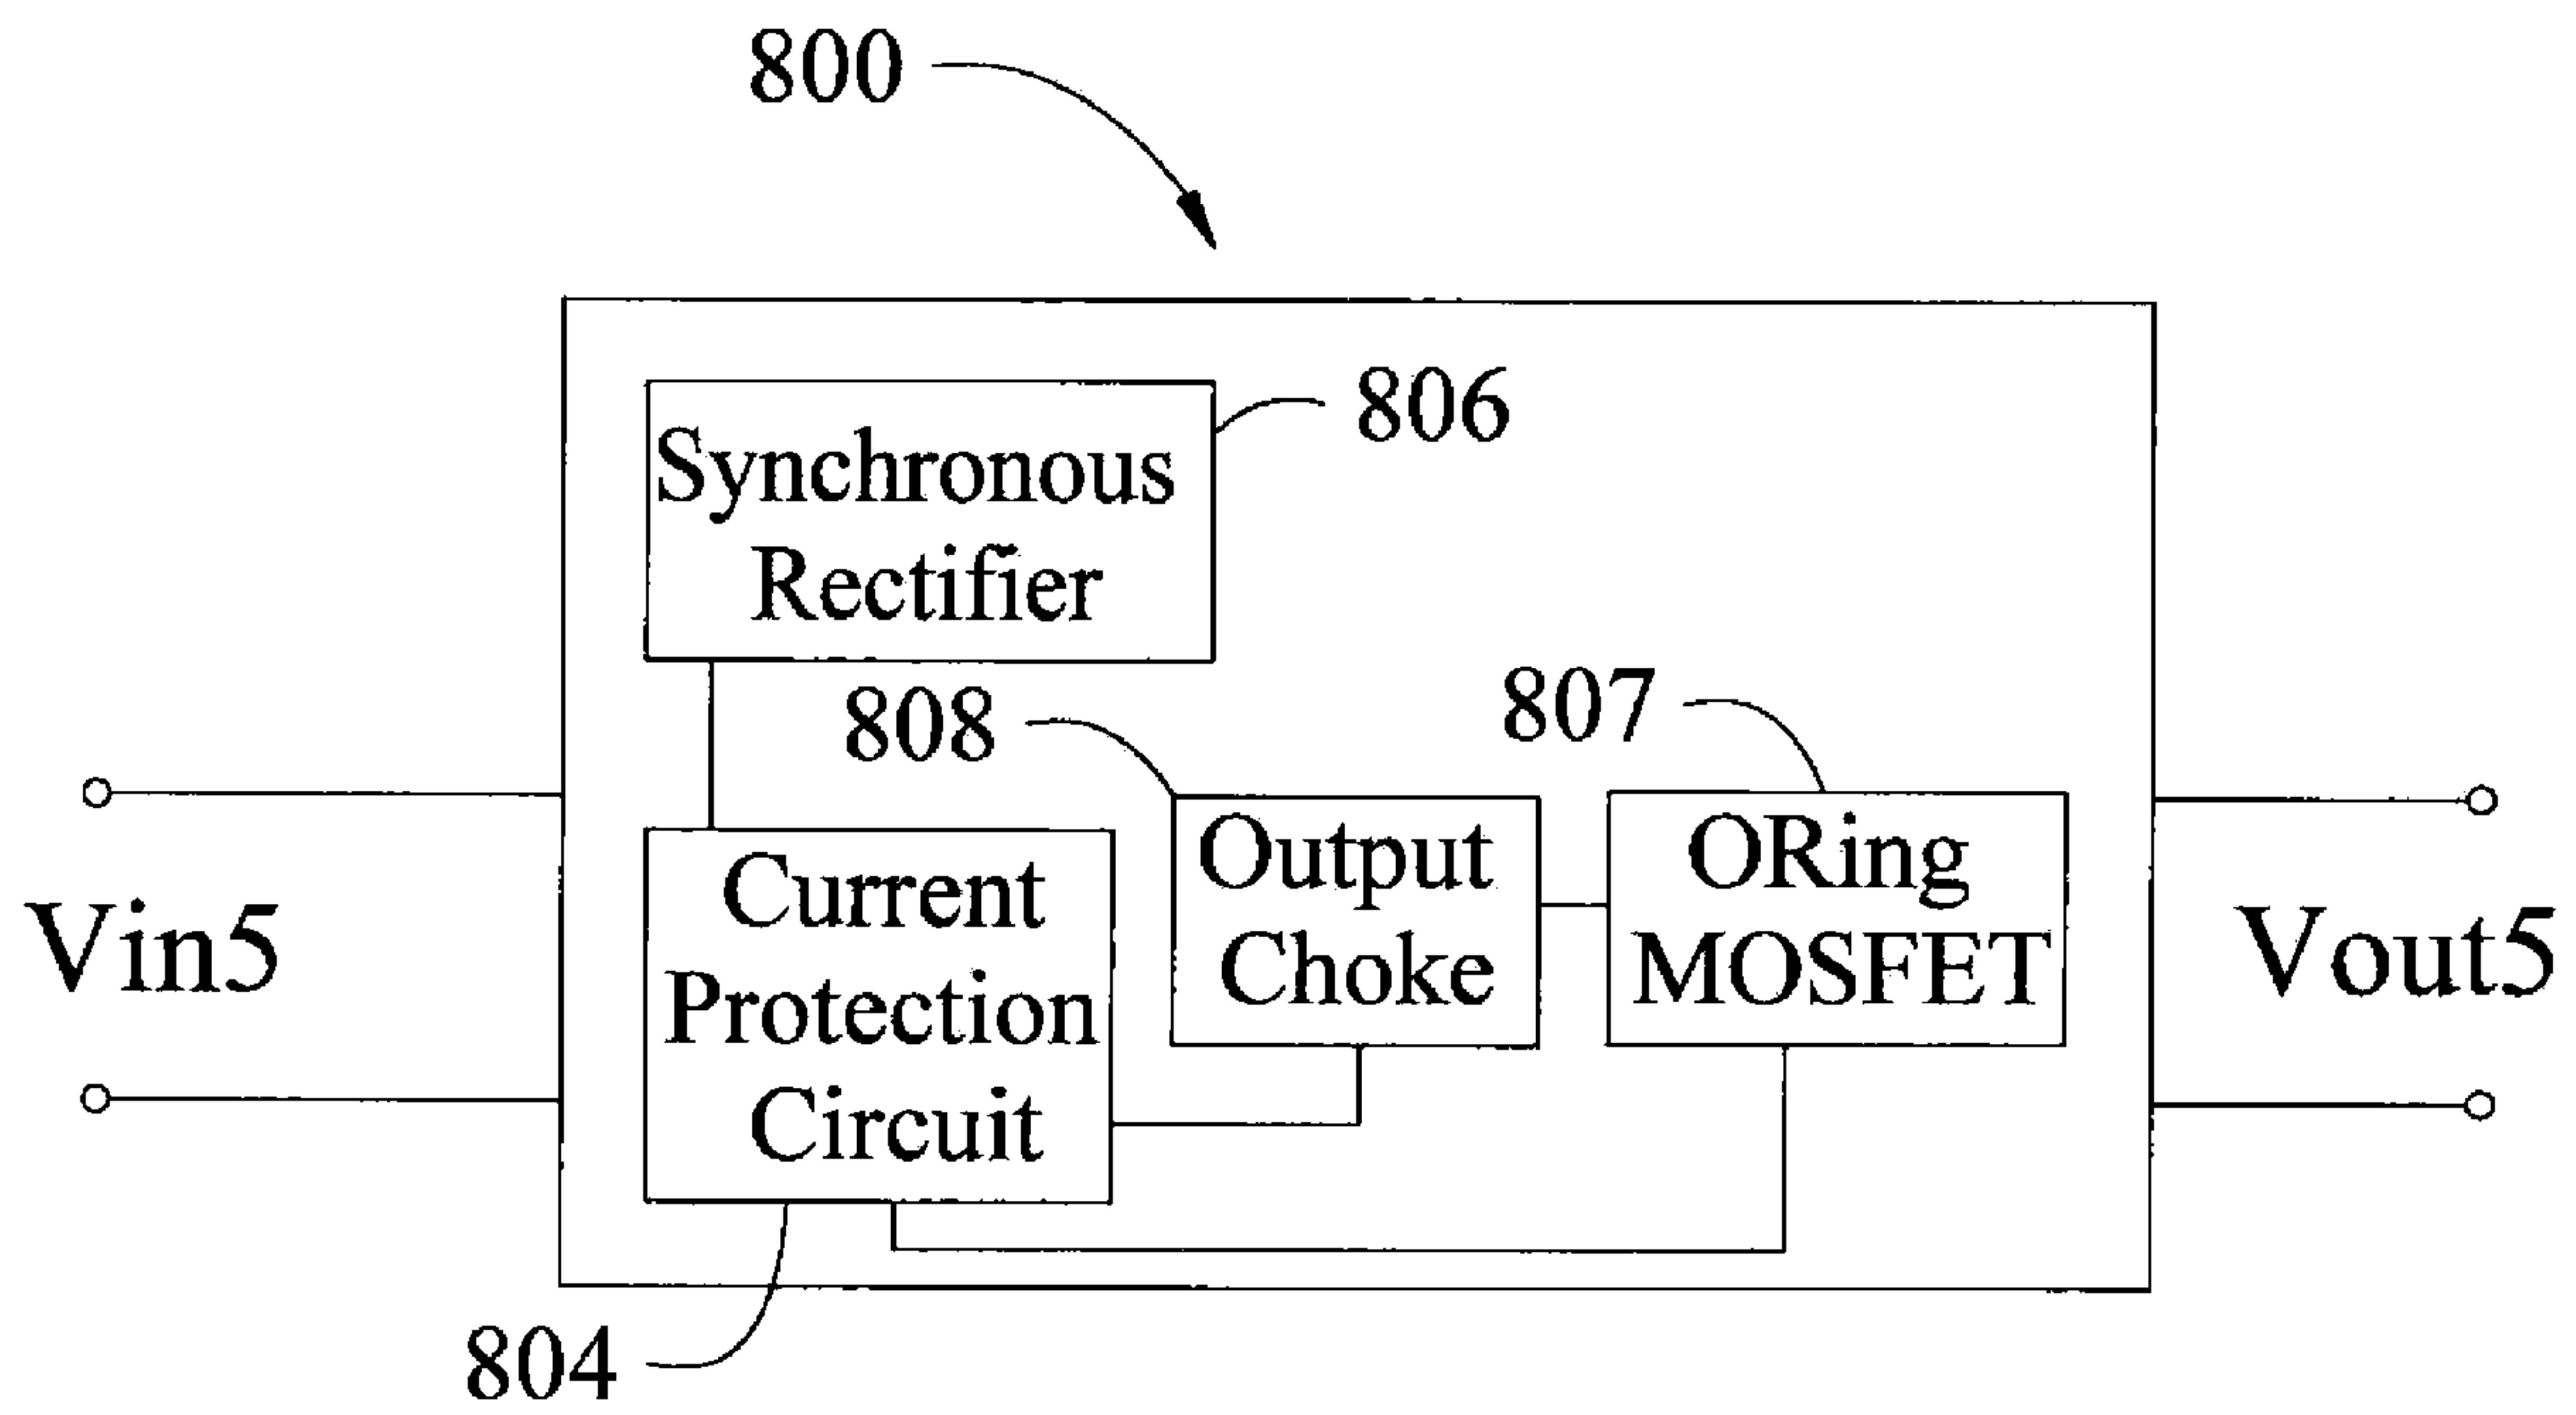 800
806
Synchronous
Rectifier
808
807
Output
Choke
ORing
MOSFET
Current
Protection
Circuit
Vin5
Vout5
804